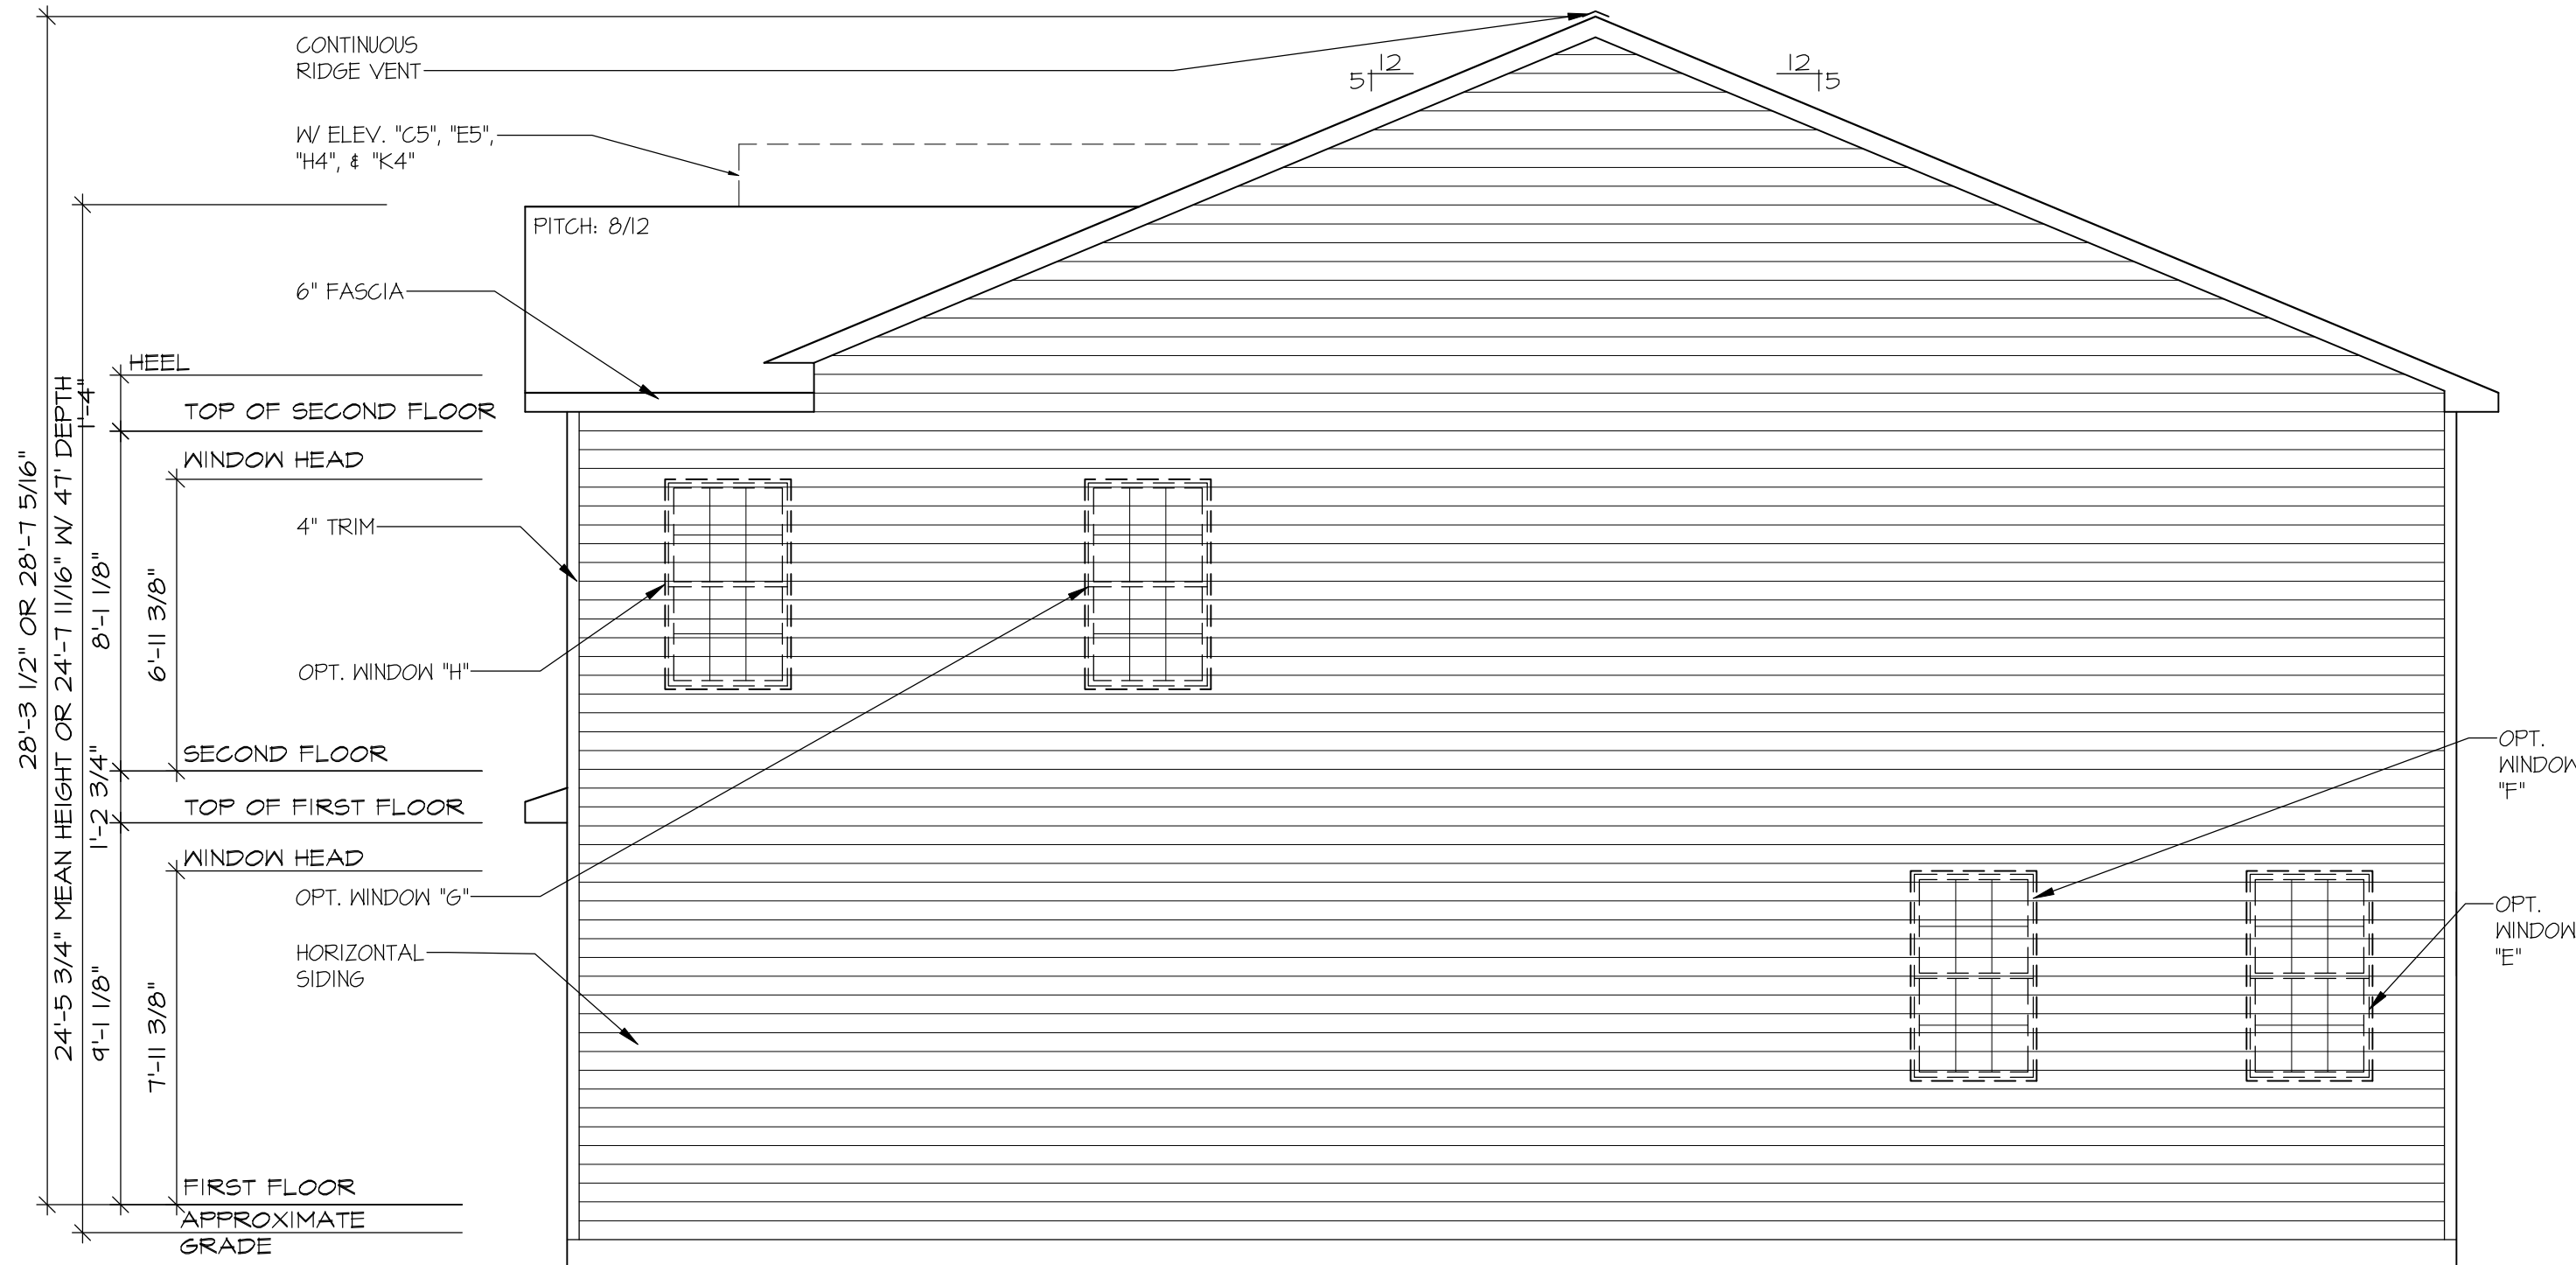 CONTINUOUS
RIDGE VENT
W/ ELEV. "C5", "E5",
"H4", & "K4"
12
5
12
5
PITCH: 8/12
6" FASCIA
HEEL
TOP OF SECOND FLOOR
WINDOW HEAD
4" TRIM
OPT. WINDOW "H"
SECOND FLOOR
TOP OF FIRST FLOOR
WINDOW HEAD
OPT. WINDOW "G"
HORIZONTAL
SIDING
FIRST FLOOR
APPROXIMATE
GRADE
28'-3 1/2" OR 28'-7 5/16"
24'-5 3/4" MEAN HEIGHT OR 24'-7 11/16" W/ 47' DEPTH
1'-4"
8'-1 1/8"
1'-2 3/4"
9'-1 1/8"
6'-11 3/8"
7'-11 3/8"
OPT.
WINDOW
"F"
OPT.
WINDOW
"E"